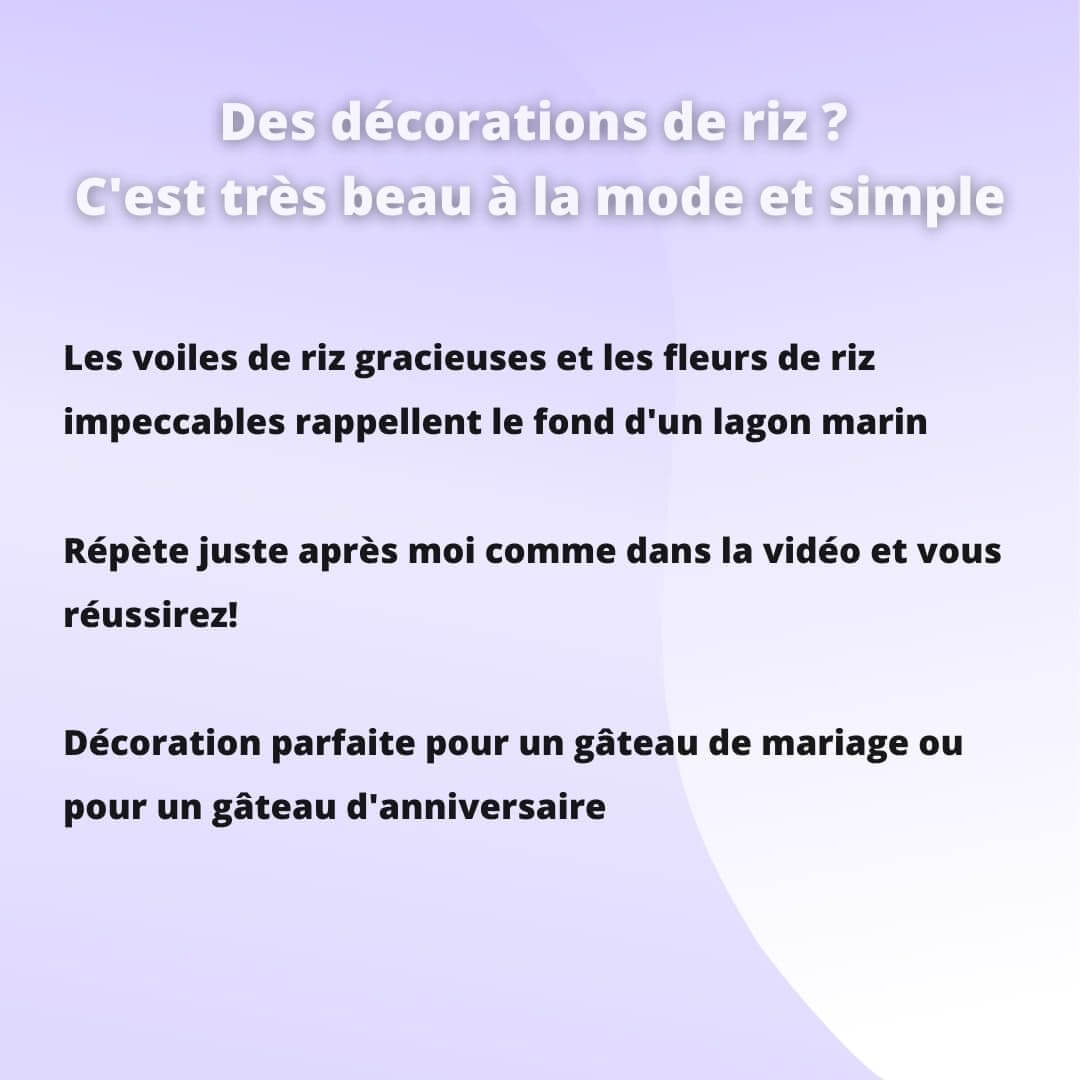 Des décorations de riz ?
C'est très beau à la mode et simple
Les voiles de riz gracieuses et les fleurs de riz
impeccables rappellent le fond d'un lagon marin
Répète juste après moi comme dans la vidéo et vous
réussirez!
Décoration parfaite pour un gâteau de mariage ou
pour un gâteau d'anniversaire